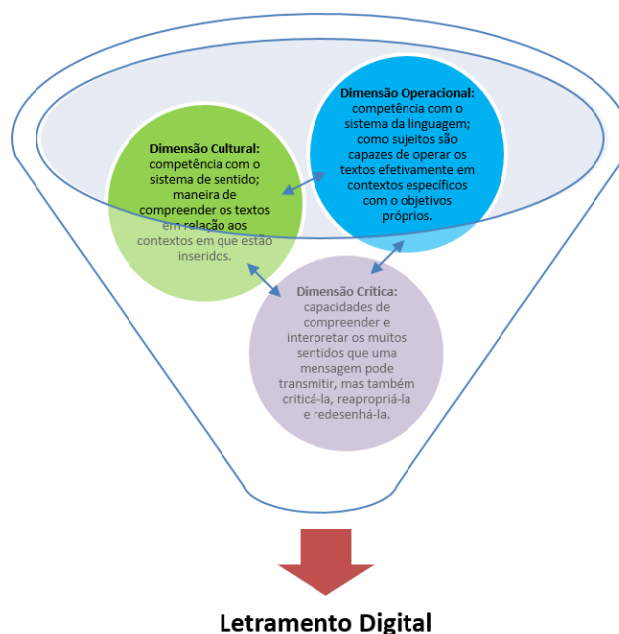 Dimensão Operacional:
competência com o
sistema da linguagem;
como sujeitos são
capazes de operar os
textos efetivamente em
contextos específicos
com o objetivos
próprios.
Dimensão Cultural:
competência com o
sistema de sentido;
maneira de
compreender os textos
em relação aos
contextos em que estão
inseridos.
Dimensão Crítica:
capacidades de
compreender e
interpretar os muitos
sentidos que uma
mensagem pode
transmitir, mas também
criticá-la, reapropriá-la
e redesenhá-la.
Letramento Digital